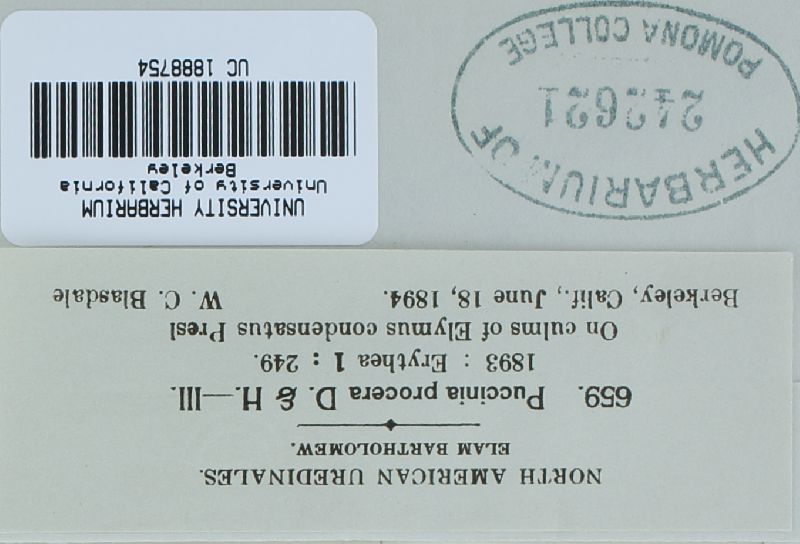 NORTH AMERICAN UREDINALES.
ELAM BARTHOLOMEW.
659. Puccinia procera D. & H.—III.
1893 : Erythea 1 : 249.
On culms of Elymus condensatus Presl
Berkeley, Calif., June 18, 1894. W. C. Blasdale
HERBARIUM OF
242621
POMONA COLLEGE
UNIVERSITY HERBARIUM
University of California
Berkeley
UC 1888754